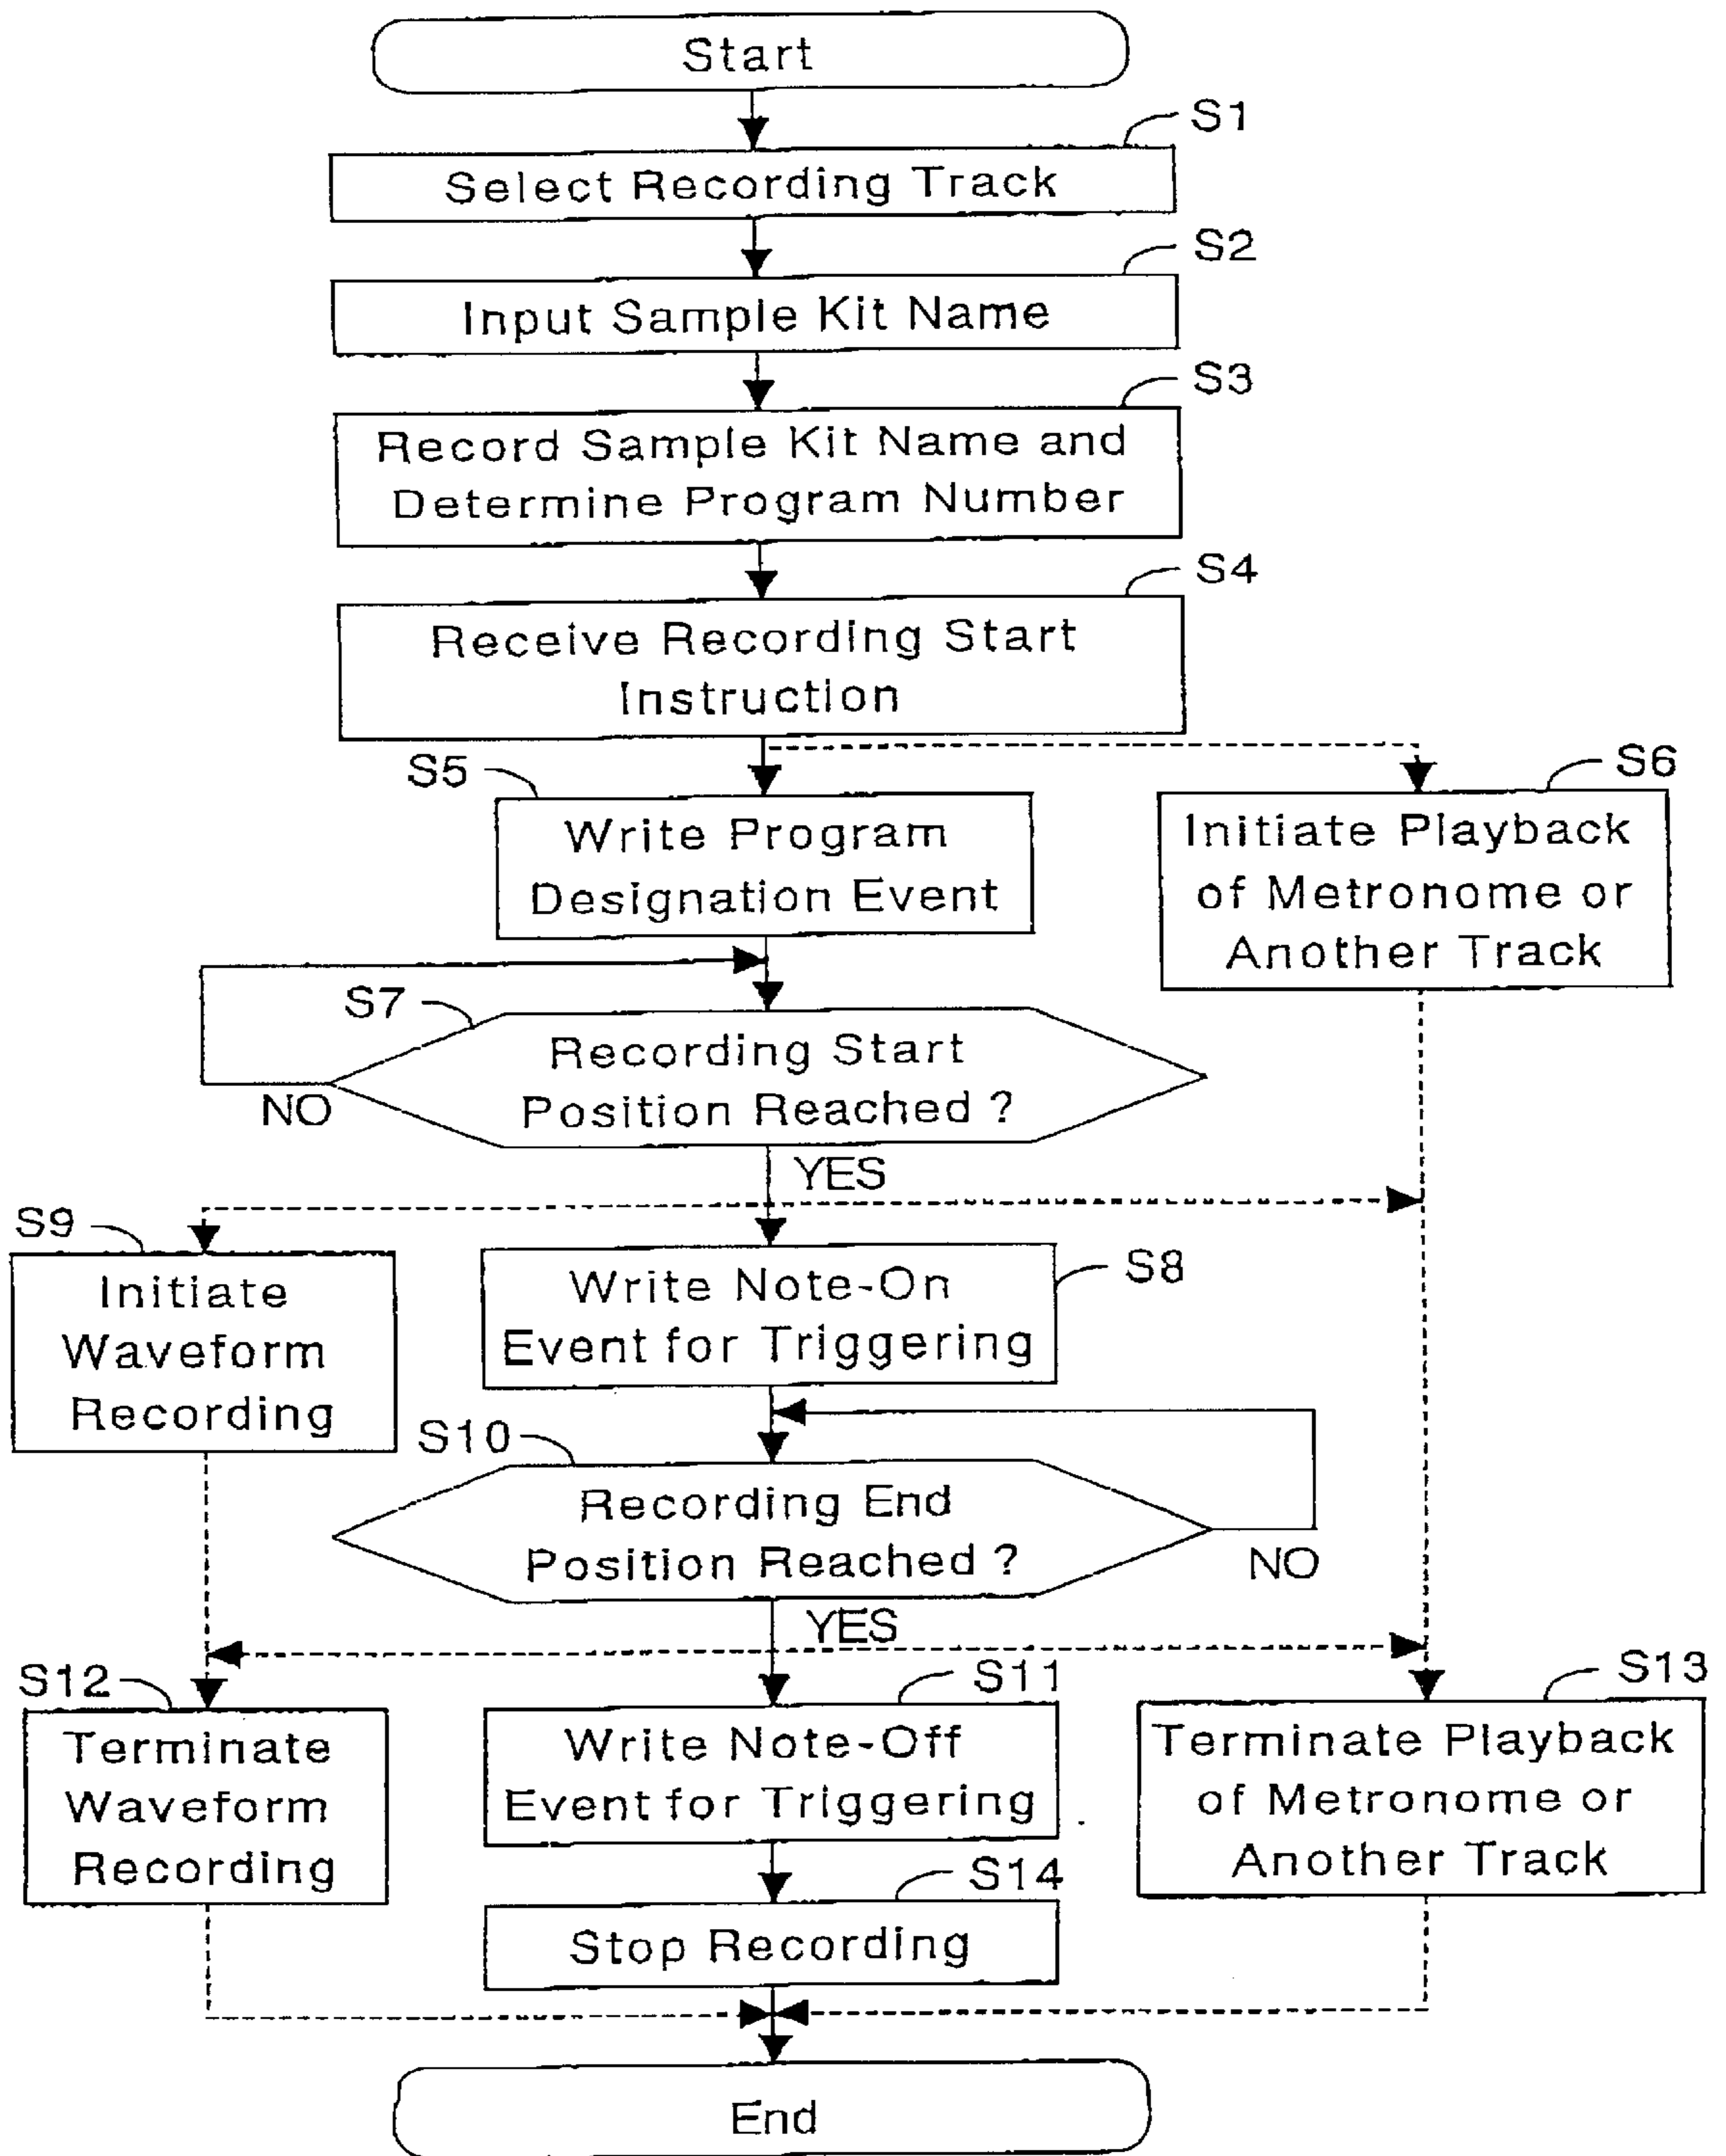 Start
S1
Select Recording Track
S2
Input Sample Kit Name
S3
Record Sample Kit Name and
Determine Program Number
S4
Receive Recording Start
Instruction
S5
Write Program
Designation Event
S6
Initiate Playback
of Metronome or
Another Track
S7
Recording Start
Position Reached ?
NO
YES
S9
Initiate
Waveform
Recording
S8
Write Note-On
Event for Triggering
S10
Recording End
Position Reached ?
NO
YES
S12
Terminate
Waveform
Recording
S11
Write Note-Off
Event for Triggering
S13
Terminate Playback
of Metronome or
Another Track
S14
Stop Recording
End